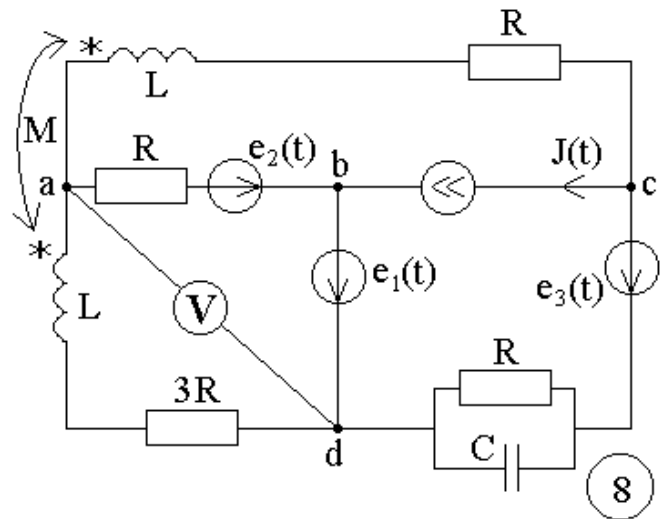 * R
L
M
R e₂(t) b J(t)
a c
*
e₁(t) e₃(t)
L V
R
3R
C
d
8